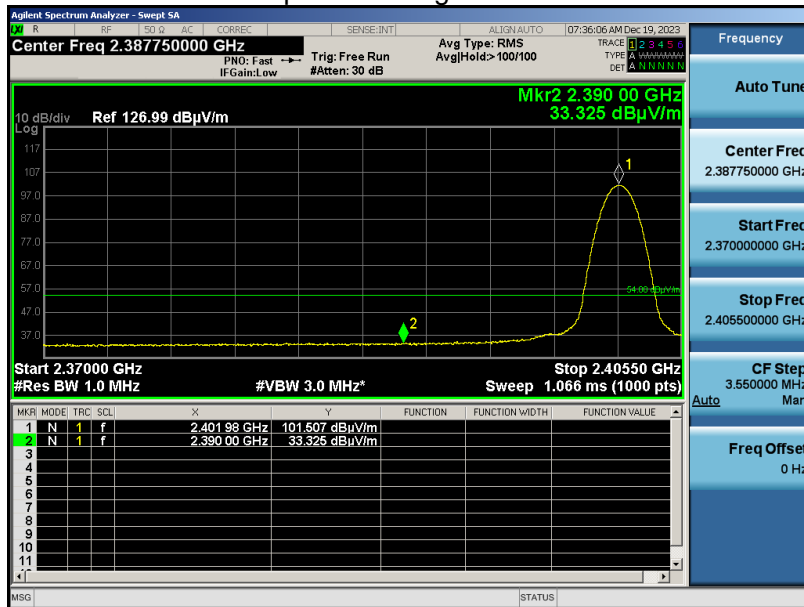 Agilent Spectrum Analyzer - Swept SA
LXI R RF 50 Ω AC CORREC SENSE:INT ALIGN AUTO 07:36:06 AM Dec 19, 2023
Center Freq 2.387750000 GHz
PNO: Fast
IFGain:Low
Trig: Free Run
#Atten: 30 dB
Avg Type: RMS
Avg|Hold:>100/100
TRACE 1 2 3 4 5 6
TYPE A WWWWW
DET A N N N N N
Mkr2 2.390 00 GHz
33.325 dBµV/m
10 dB/div Ref 126.99 dBµV/m
Log
117
107
97.0
87.0
77.0
67.0
57.0
47.0
37.0
1
2
54.00 dBµV/m
Start 2.37000 GHz Stop 2.40550 GHz
#Res BW 1.0 MHz #VBW 3.0 MHz* Sweep 1.066 ms (1000 pts)
MKR MODE TRC SCL X Y FUNCTION FUNCTION WIDTH FUNCTION VALUE
1 N 1 f 2.401 98 GHz 101.507 dBµV/m
2 N 1 f 2.390 00 GHz 33.325 dBµV/m
3
4
5
6
7
8
9
10
11
MSG STATUS
Frequency
Auto Tune
Center Freq
2.387750000 GHz
Start Freq
2.370000000 GHz
Stop Freq
2.405500000 GHz
CF Step
3.550000 MHz
Auto Man
Freq Offset
0 Hz